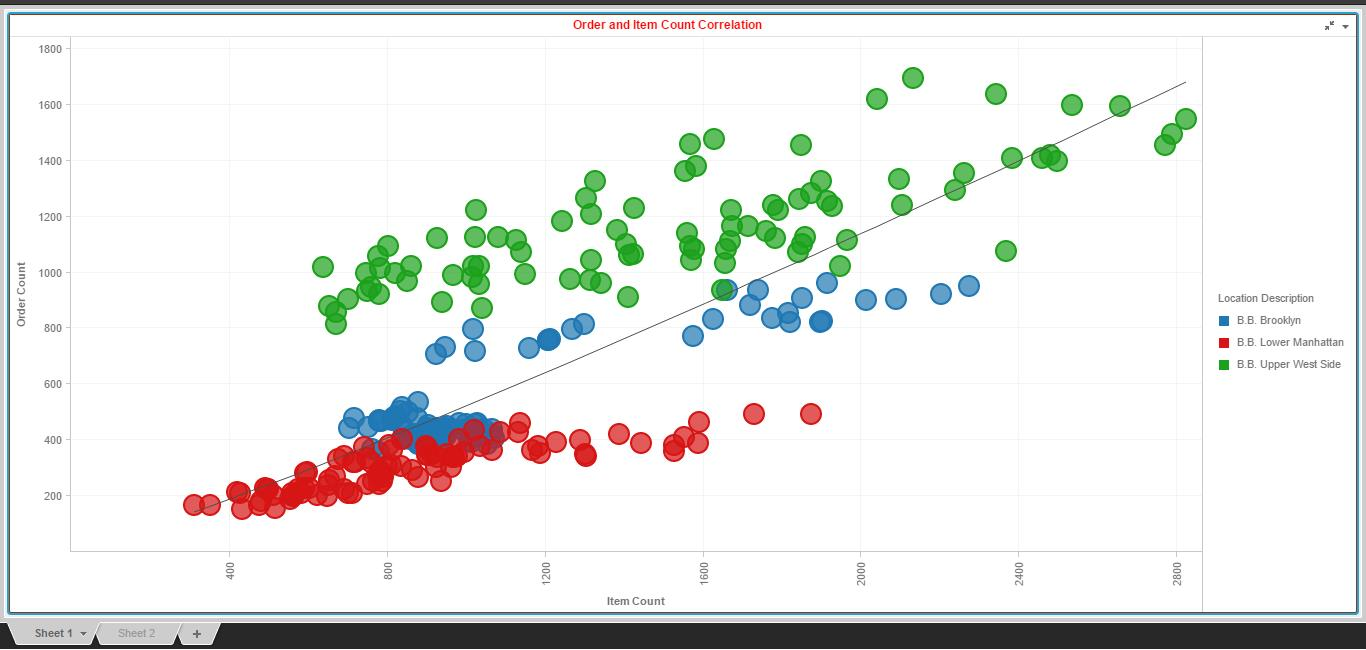 Order and Item Count Correlation
1800
1600
1400
1200
1000
800
600
400
200
Order Count
400
800
1200
1600
2000
2400
2800
Item Count
Location Description
B.B. Brooklyn
B.B. Lower Manhattan
B.B. Upper West Side
Sheet 1
Sheet 2
+